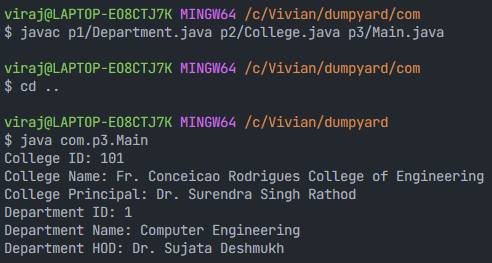 viraj@LAPTOP-EO8CTJ7K MINGW64 /c/Vivian/dumpyard/com
$ javac p1/Department.java p2/College.java p3/Main.java
viraj@LAPTOP-EO8CTJ7K MINGW64 /c/Vivian/dumpyard/com
$ cd ..
viraj@LAPTOP-EO8CTJ7K MINGW64 /c/Vivian/dumpyard
$ java com.p3.Main
College ID: 101
College Name: Fr. Conceicao Rodrigues College of Engineering
College Principal: Dr. Surendra Singh Rathod
Department ID: 1
Department Name: Computer Engineering
Department HOD: Dr. Sujata Deshmukh